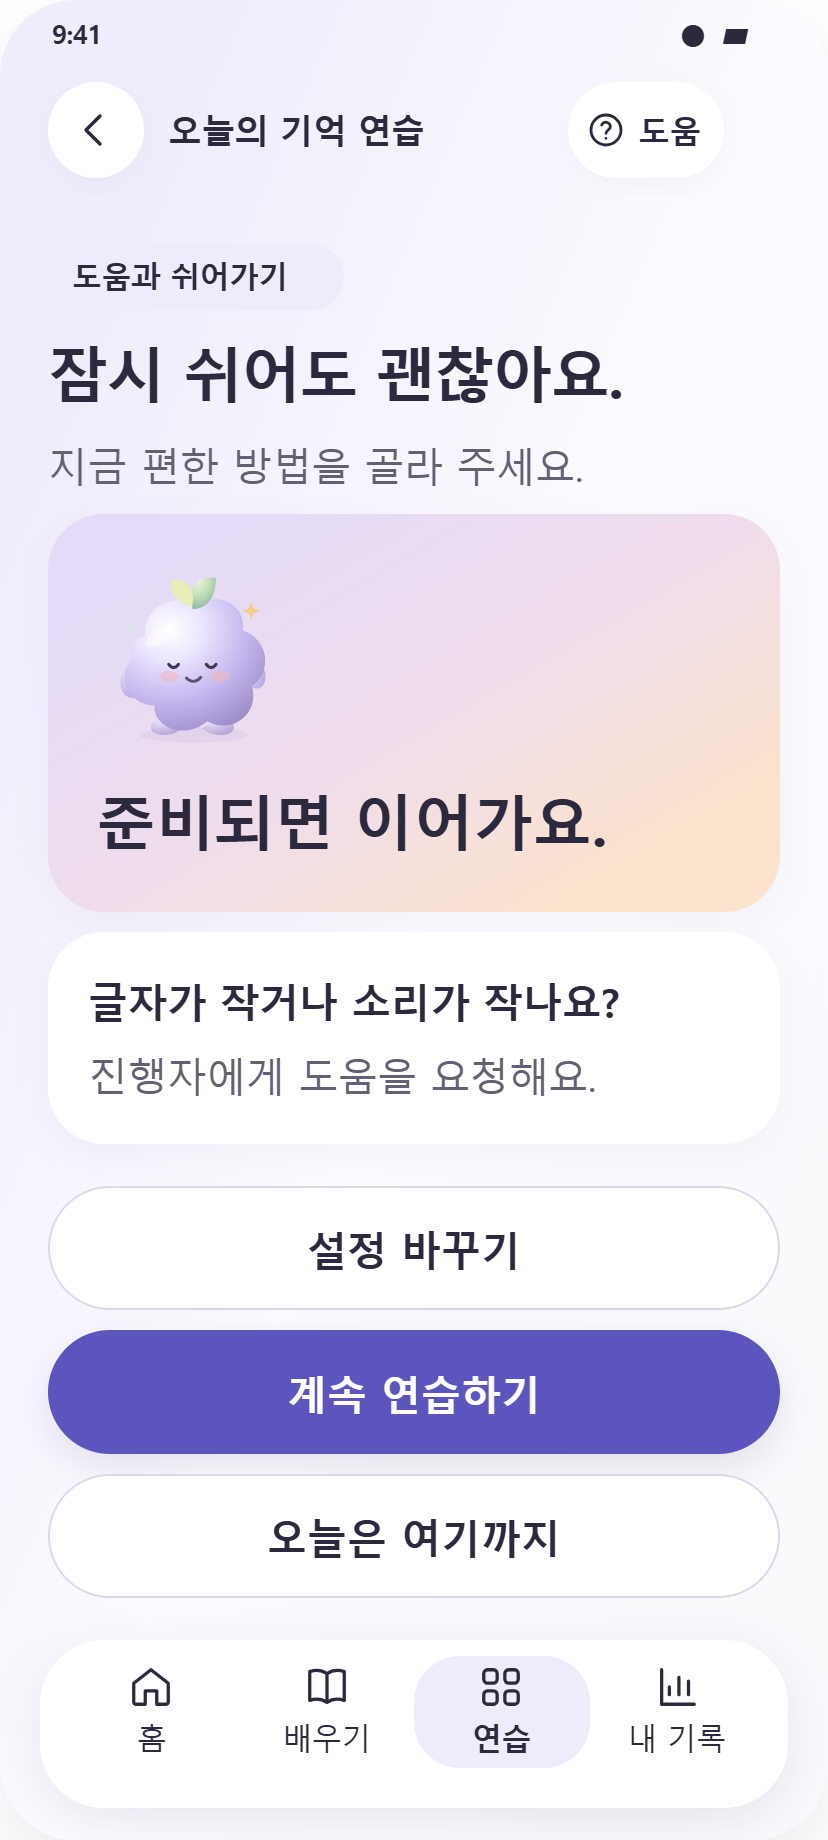 9:41
오늘의 기억 연습
도움
도움과 쉬어가기
잠시 쉬어도 괜찮아요.
지금 편한 방법을 골라 주세요.
준비되면 이어가요.
글자가 작거나 소리가 작나요?
진행자에게 도움을 요청해요.
설정 바꾸기
계속 연습하기
오늘은 여기까지
홈
배우기
연습
내 기록